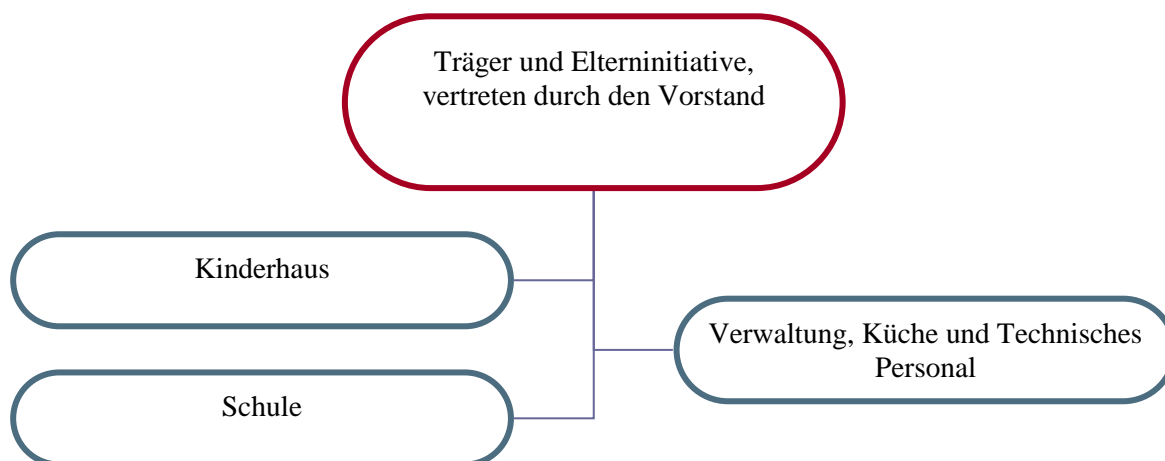 Träger und Elterninitiative,
vertreten durch den Vorstand
Kinderhaus
Verwaltung, Küche und Technisches
Personal
Schule